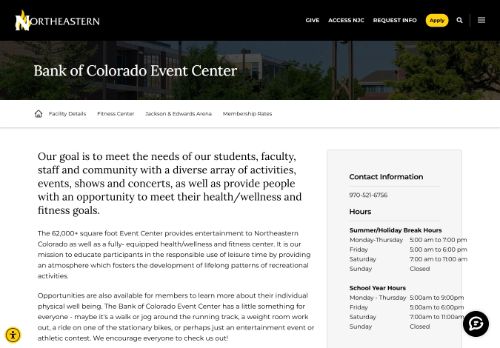 NORTHEASTERN
GIVE ACCESS NJC REQUEST INFO Apply
Bank of Colorado Event Center
Facility Details Fitness Center Jackson & Edwards Arena Membership Rates
Our goal is to meet the needs of our students, faculty,
staff and community with a diverse array of activities,
events, shows and concerts, as well as provide people
with an opportunity to meet their health/wellness and
fitness goals.
The 62,000+ square foot Event Center provides entertainment to Northeastern
Colorado as well as a fully- equipped health/wellness and fitness center. It is our
mission to educate participants in the responsible use of leisure time by providing
an atmosphere which fosters the development of lifelong patterns of recreational
activities.
Opportunities are also available for members to learn more about their individual
physical well being. The Bank of Colorado Event Center has a little something for
everyone - maybe it's a walk or jog around the running track, a weight room work
out, a ride on one of the stationary bikes, or perhaps just an entertainment event or
athletic contest. We encourage everyone to check us out!
Contact Information
970-521-6756
Hours
Summer/Holiday Break Hours
Monday-Thursday 5:00 am to 7:00 pm
Friday 5:00 am to 6:00 pm
Saturday 7:00 am to 11:00 am
Sunday Closed
School Year Hours
Monday - Thursday 5:00am to 9:00pm
Friday 5:00am to 6:00pm
Saturday 7:00am to 11:00am
Sunday Closed